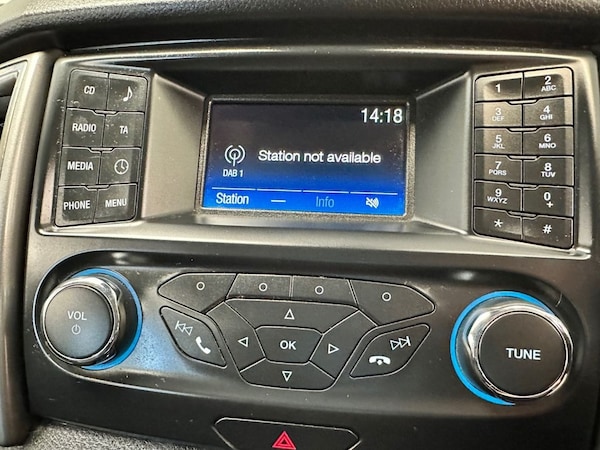 CD
RADIO TA
MEDIA
PHONE MENU
14:18
Station not available
DAB 1
Station — Info
1 2 ABC
3 DEF 4 GHI
5 JKL 6 MNO
7 PQRS 8 TUV
9 WXYZ 0 +
* #
VOL
OK
TUNE